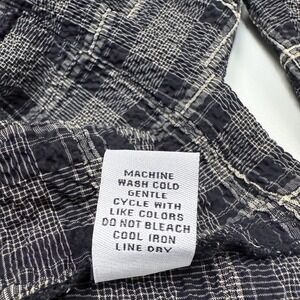 MACHINE
WASH COLD
GENTLE
CYCLE WITH
LIKE COLORS
DO NOT BLEACH
COOL IRON
LINE DRY